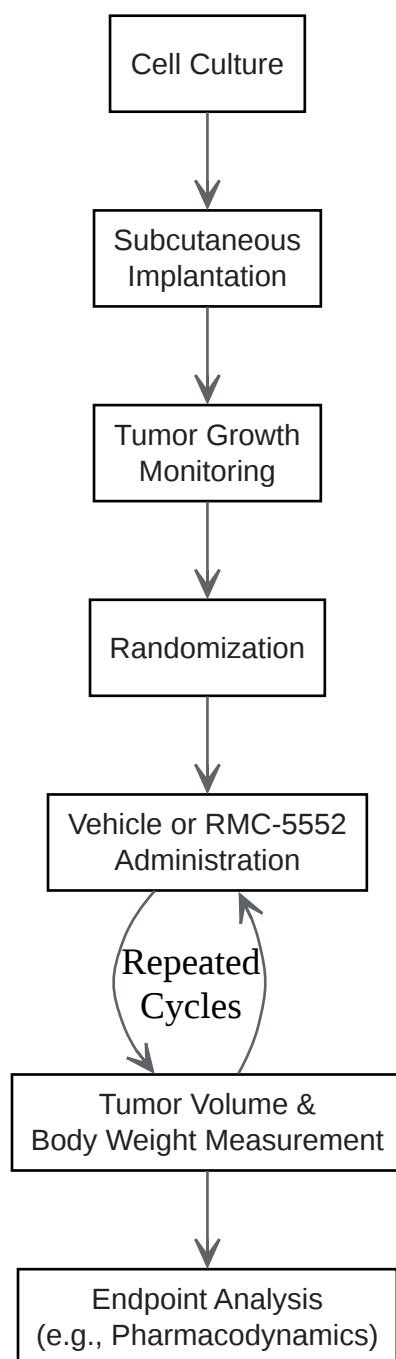 Cell Culture
Subcutaneous
Implantation
Tumor Growth
Monitoring
Randomization
Vehicle or RMC-5552
Administration
Repeated
Cycles
Tumor Volume &
Body Weight Measurement
Endpoint Analysis
(e.g., Pharmacodynamics)